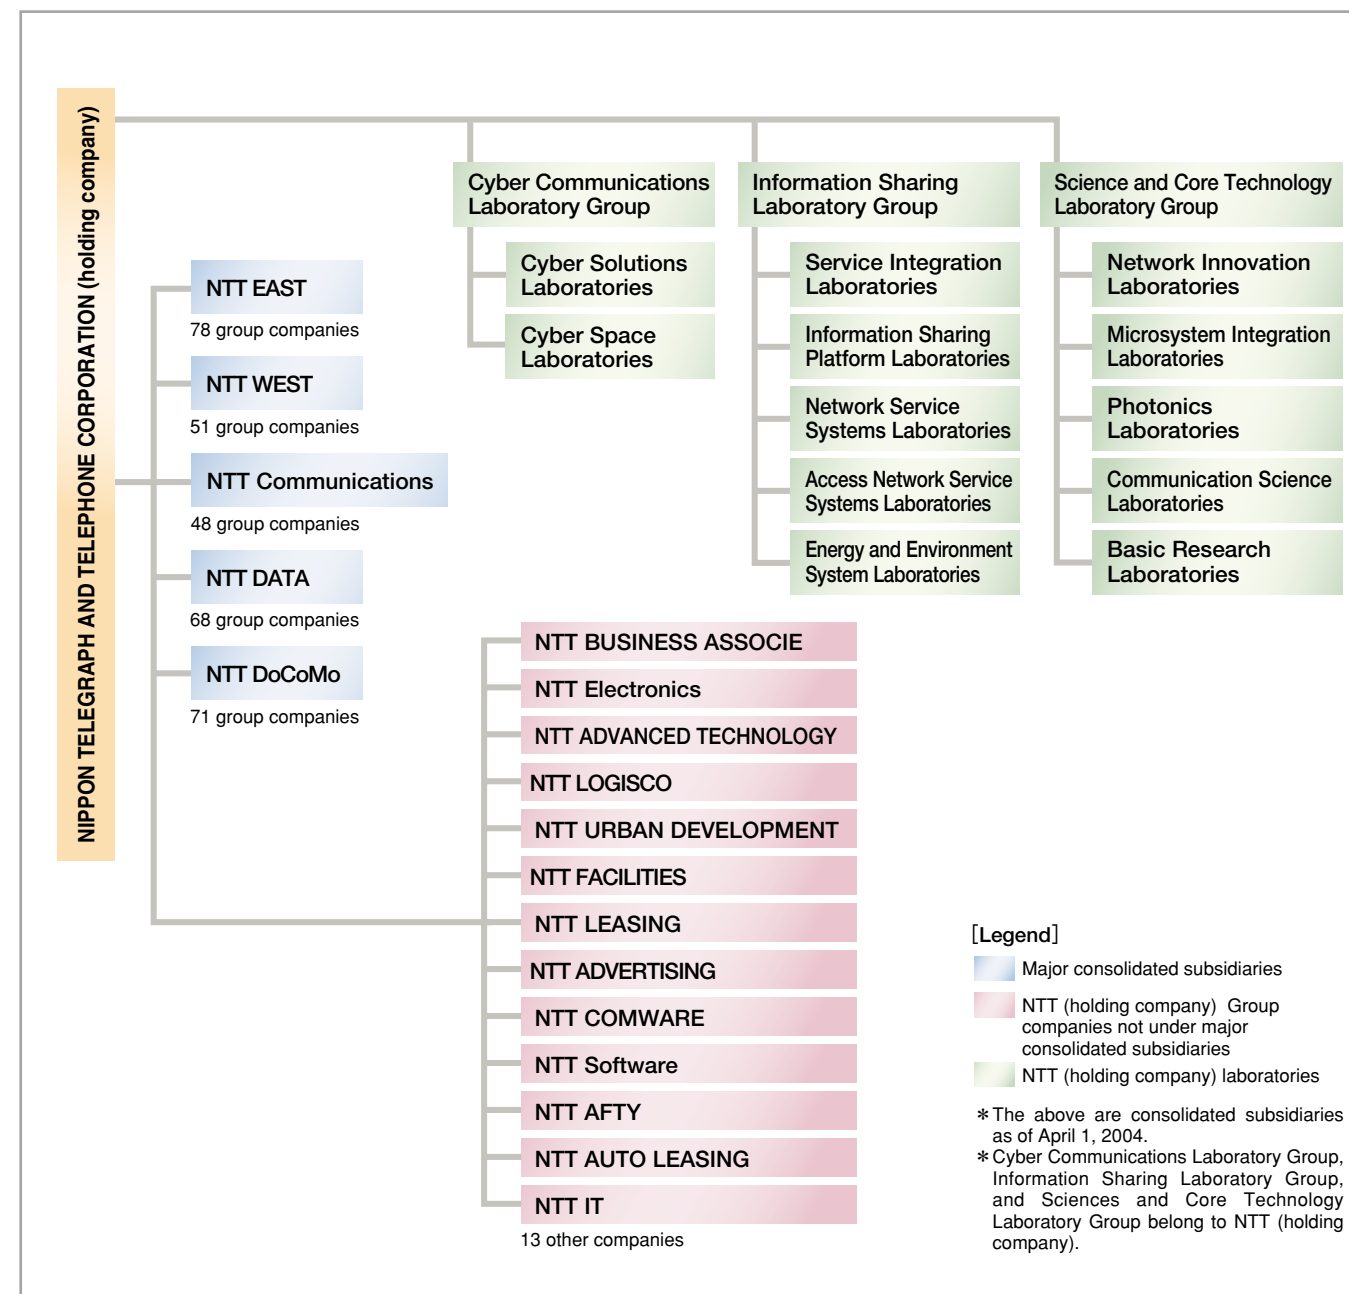 NIPPON TELEGRAPH AND TELEPHONE CORPORATION (holding company)
Cyber Communications
Laboratory Group
Cyber Solutions
Laboratories
Cyber Space
Laboratories
Information Sharing
Laboratory Group
Service Integration
Laboratories
Information Sharing
Platform Laboratories
Network Service
Systems Laboratories
Access Network Service
Systems Laboratories
Energy and Environment
System Laboratories
Science and Core Technology
Laboratory Group
Network Innovation
Laboratories
Microsystem Integration
Laboratories
Photonics
Laboratories
Communication Science
Laboratories
Basic Research
Laboratories
NTT EAST
78 group companies
NTT WEST
51 group companies
NTT Communications
48 group companies
NTT DATA
68 group companies
NTT DoCoMo
71 group companies
NTT BUSINESS ASSOCIE
NTT Electronics
NTT ADVANCED TECHNOLOGY
NTT LOGISCO
NTT URBAN DEVELOPMENT
NTT FACILITIES
NTT LEASING
NTT ADVERTISING
NTT COMWARE
NTT Software
NTT AFTY
NTT AUTO LEASING
NTT IT
13 other companies
[Legend]
Major consolidated subsidiaries
NTT (holding company) Group
companies not under major
consolidated subsidiaries
NTT (holding company) laboratories
＊The above are consolidated subsidiaries
as of April 1, 2004.
＊Cyber Communications Laboratory Group,
Information Sharing Laboratory Group,
and Sciences and Core Technology
Laboratory Group belong to NTT (holding
company).